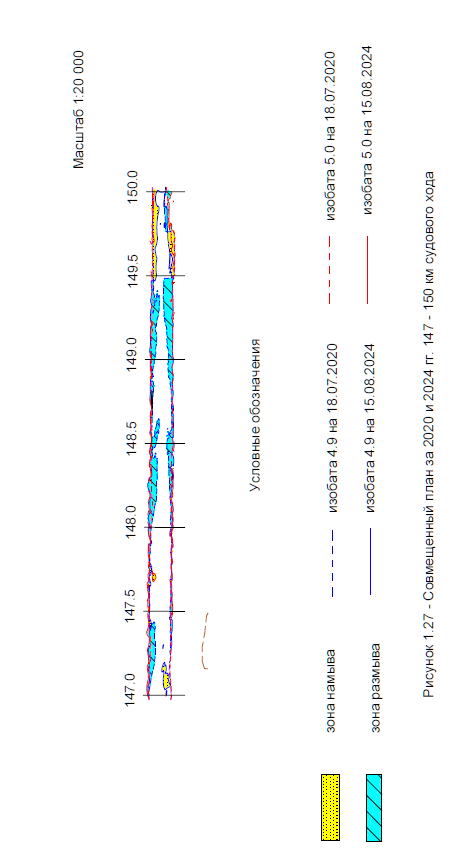 Масштаб 1:20 000
147.0 147.5 148.0 148.5 149.0 149.5 150.0
Условные обозначения
зона намыва изобата 4.9 на 18.07.2020 изобата 5.0 на 18.07.2020
зона размыва изобата 4.9 на 15.08.2024 изобата 5.0 на 15.08.2024
Рисунок 1.27 - Совмещенный план за 2020 и 2024 гг. 147 - 150 км судового хода